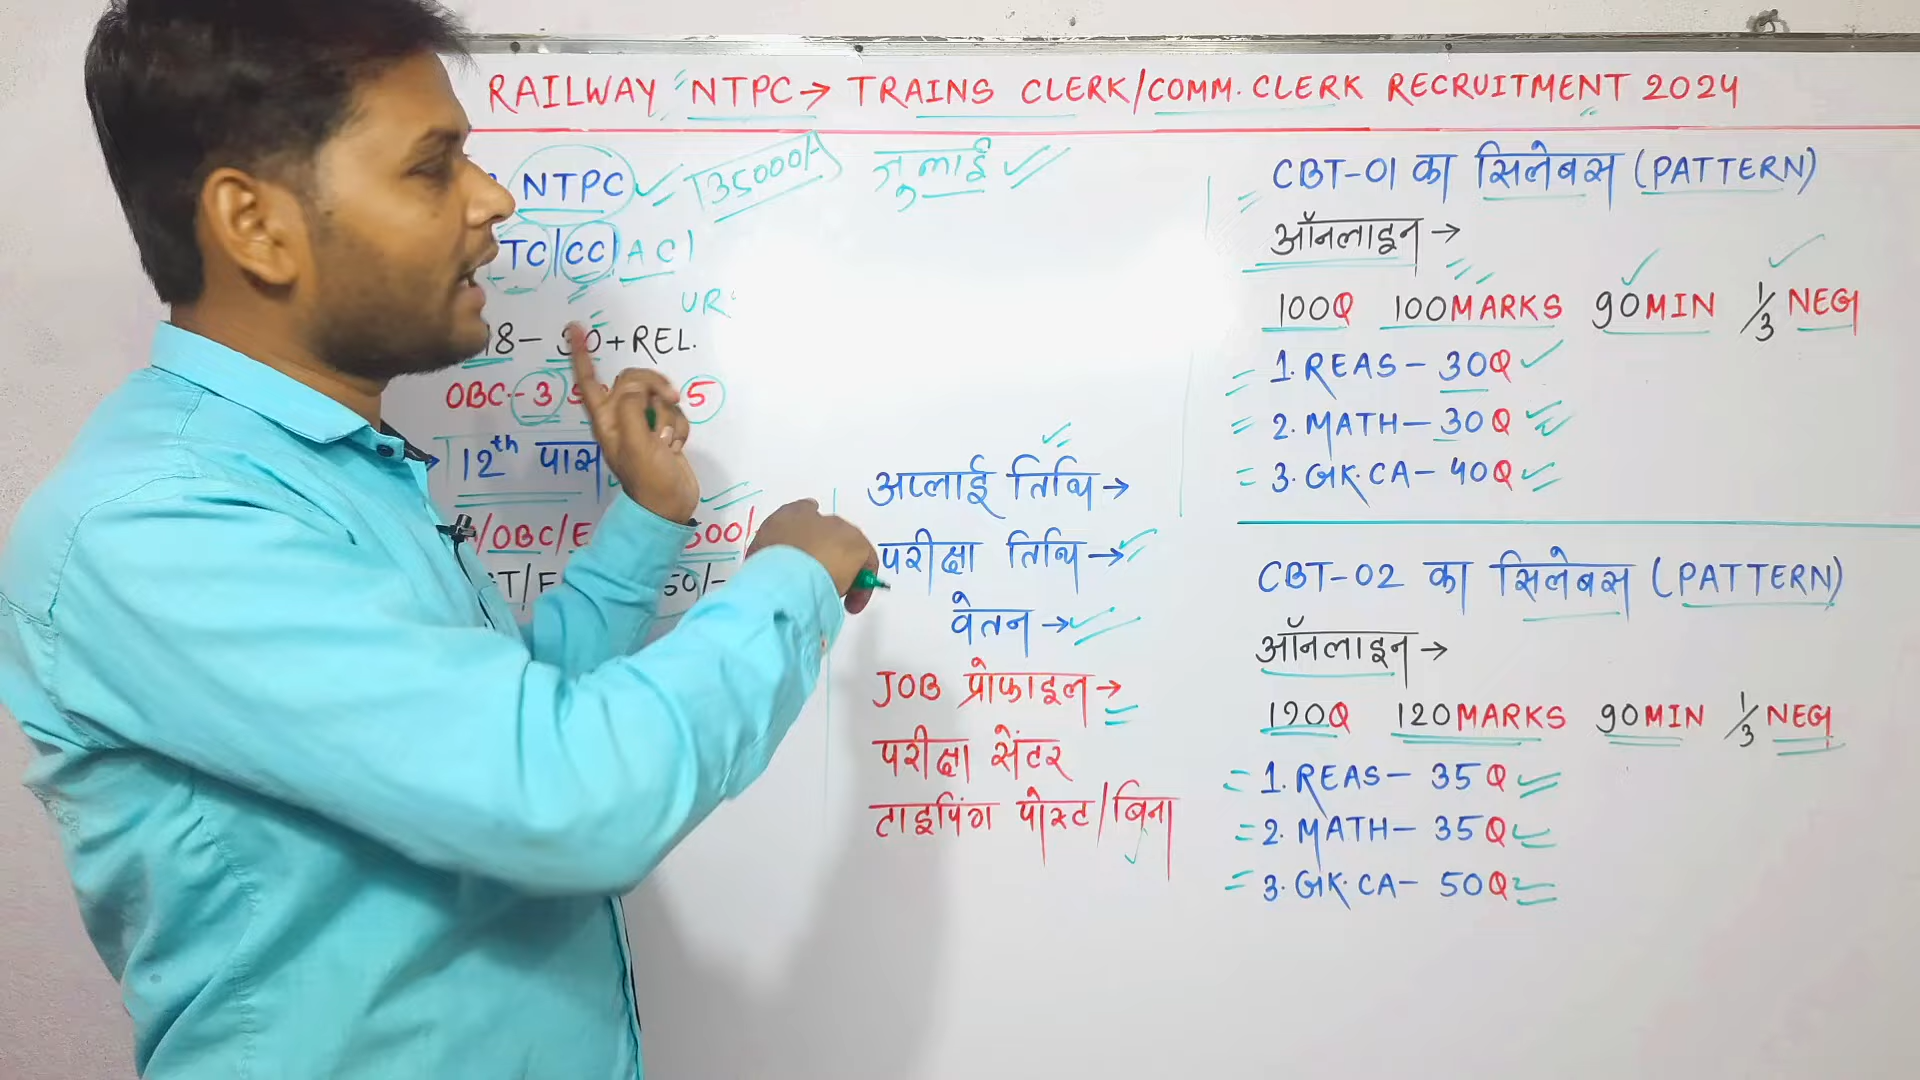 RAILWAY NTPC→ TRAINS CLERK/COMM. CLERK RECRUITMENT 2024
NTPC 35000/- जुलाई
TC/CC/AC/
UR
18- 30+REL.
OBC-3 5
12th पास
/OBC/E 500/
T/E 50/-
अप्लाई तिथि→
परीक्षा तिथि→
वेतन→
JOB प्रोफाइल→
परीक्षा सेंटर
टाइपिंग पोस्ट/बिना
CBT-01 का सिलेबस (PATTERN)
ऑनलाइन→
100Q 100MARKS 90MIN 1/3 NEG
1. REAS- 30Q
2. MATH- 30Q
3. GK. CA- 40Q
CBT-02 का सिलेबस (PATTERN)
ऑनलाइन→
120Q 120MARKS 90MIN 1/3 NEG
1. REAS- 35Q
2. MATH- 35Q
3. GK. CA- 50Q